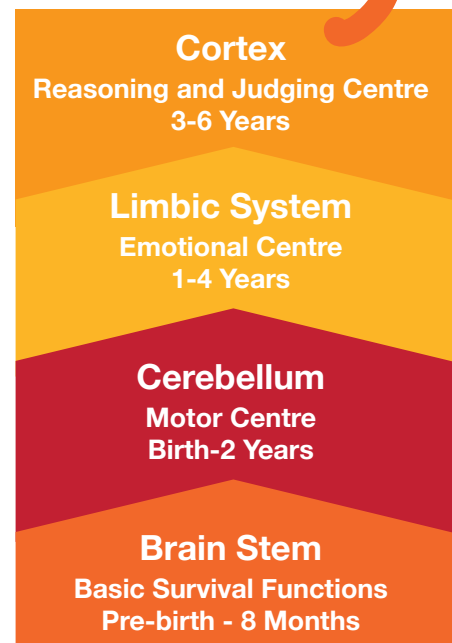 Cortex
Reasoning and Judging Centre
3-6 Years
Limbic System
Emotional Centre
1-4 Years
Cerebellum
Motor Centre
Birth-2 Years
Brain Stem
Basic Survival Functions
Pre-birth - 8 Months